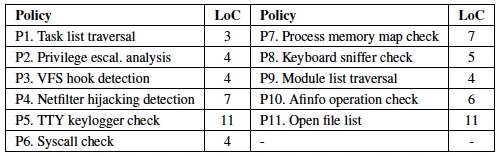 Policy LoC Policy LoC
P1. Task list traversal 3 P7. Process memory map check 7
P2. Privilege escal. analysis 4 P8. Keyboard sniffer check 5
P3. VFS hook detection 4 P9. Module list traversal 4
P4. Netfilter hijacking detection 7 P10. Afinfo operation check 6
P5. TTY keylogger check 11 P11. Open file list 11
P6. Syscall check 4 - -